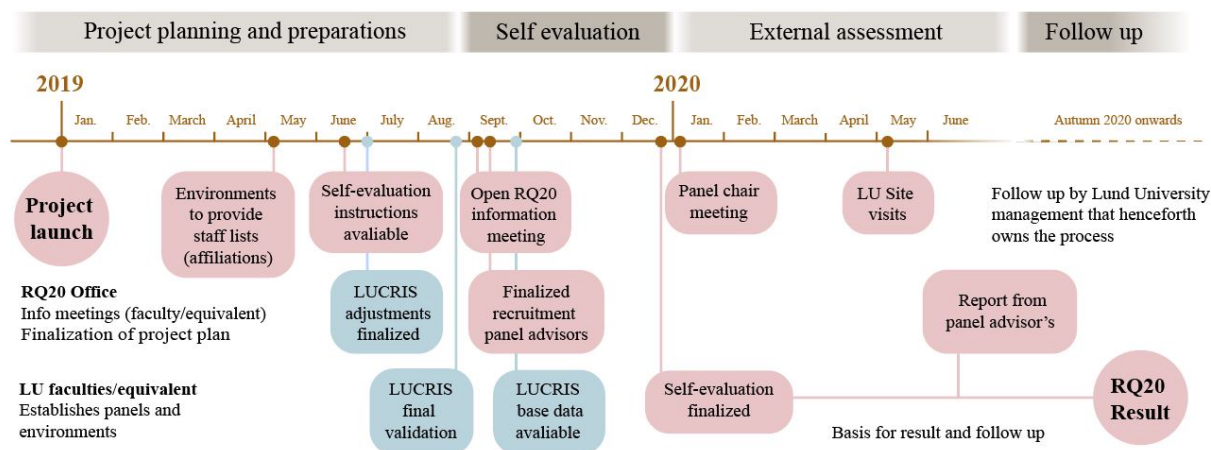 Project planning and preparations
Self evaluation
External assessment
Follow up
2019
2020
Jan.
Feb.
March
April
May
June
July
Aug.
Sept.
Oct.
Nov.
Dec.
Jan.
Feb.
March
April
May
June
Autumn 2020 onwards
Project
launch
Environments
to provide
staff lists
(affiliations)
Self-evaluation
instructions
avaliable
Open RQ20
information
meeting
Panel chair
meeting
LU Site
visits
Follow up by Lund University
management that henceforth
owns the process
RQ20 Office
Info meetings (faculty/equivalent)
Finalization of project plan
LUCRIS
adjustments
finalized
Finalized
recruitment
panel advisors
Report from
panel advisor’s
LU faculties/equivalent
Establishes panels and
environments
LUCRIS
final
validation
LUCRIS
base data
avaliable
Self-evaluation
finalized
Basis for result and follow up
RQ20
Result